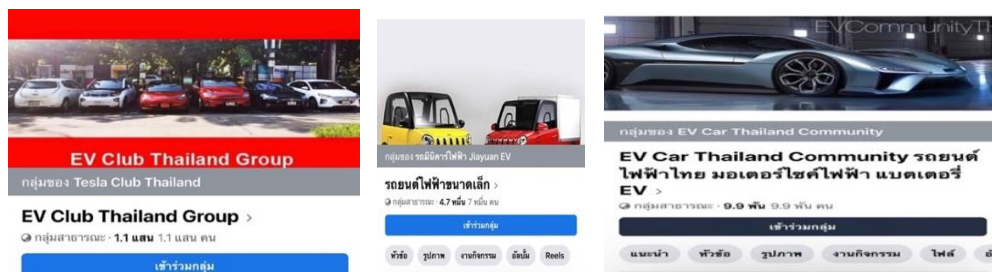 EV Club Thailand Group
กลุ่มของ Tesla Club Thailand
EV Club Thailand Group >
กลุ่มสาธารณะ · 1.1 แสน 1.1 แสน คน
เข้าร่วมกลุ่ม
กลุ่มของ รถมินิคาร์ไฟฟ้า Jiayuan EV
รถยนต์ไฟฟ้าขนาดเล็ก >
กลุ่มสาธารณะ · 4.7 หมื่น 7 หมื่น คน
เข้าร่วมกลุ่ม
หัวข้อ รูปภาพ งานกิจกรรม อัลบั้ม Reels
EVCommunityTH
กลุ่มของ EV Car Thailand Community
EV Car Thailand Community รถยนต์
ไฟฟ้าไทย มอเตอร์ไซค์ไฟฟ้า แบตเตอรี่
EV >
กลุ่มสาธารณะ · 9.9 พัน 9.9 พัน คน
เข้าร่วมกลุ่ม
แนะนำ หัวข้อ รูปภาพ งานกิจกรรม ไฟล์